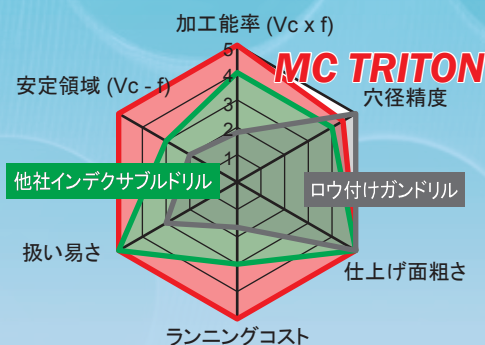 加工能率 (Vc x f)
5
MC TRITON
4
安定領域 (Vc - f)
穴径精度
3
2
1
他社インデクサブルドリル
ロウ付けガンドリル
扱い易さ
仕上げ面粗さ
ランニングコスト